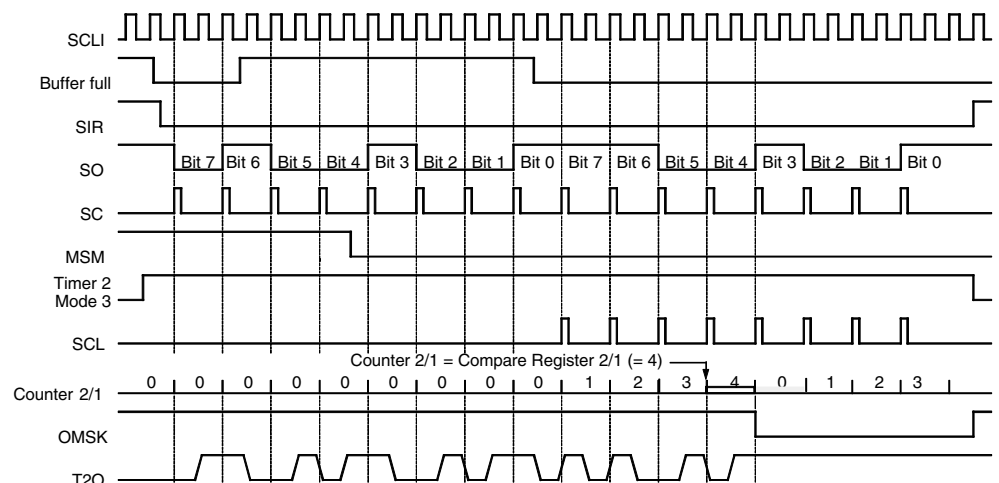 SCLI
Buffer full
SIR
SO Bit 7 Bit 6 Bit 5 Bit 4 Bit 3 Bit 2 Bit 1 Bit 0 Bit 7 Bit 6 Bit 5 Bit 4 Bit 3 Bit 2 Bit 1 Bit 0
SC
MSM
Timer 2
Mode 3
SCL
Counter 2/1 = Compare Register 2/1 (= 4)
Counter 2/1 0 0 0 0 0 0 0 0 0 1 2 3 4 0 1 2 3
OMSK
T2O